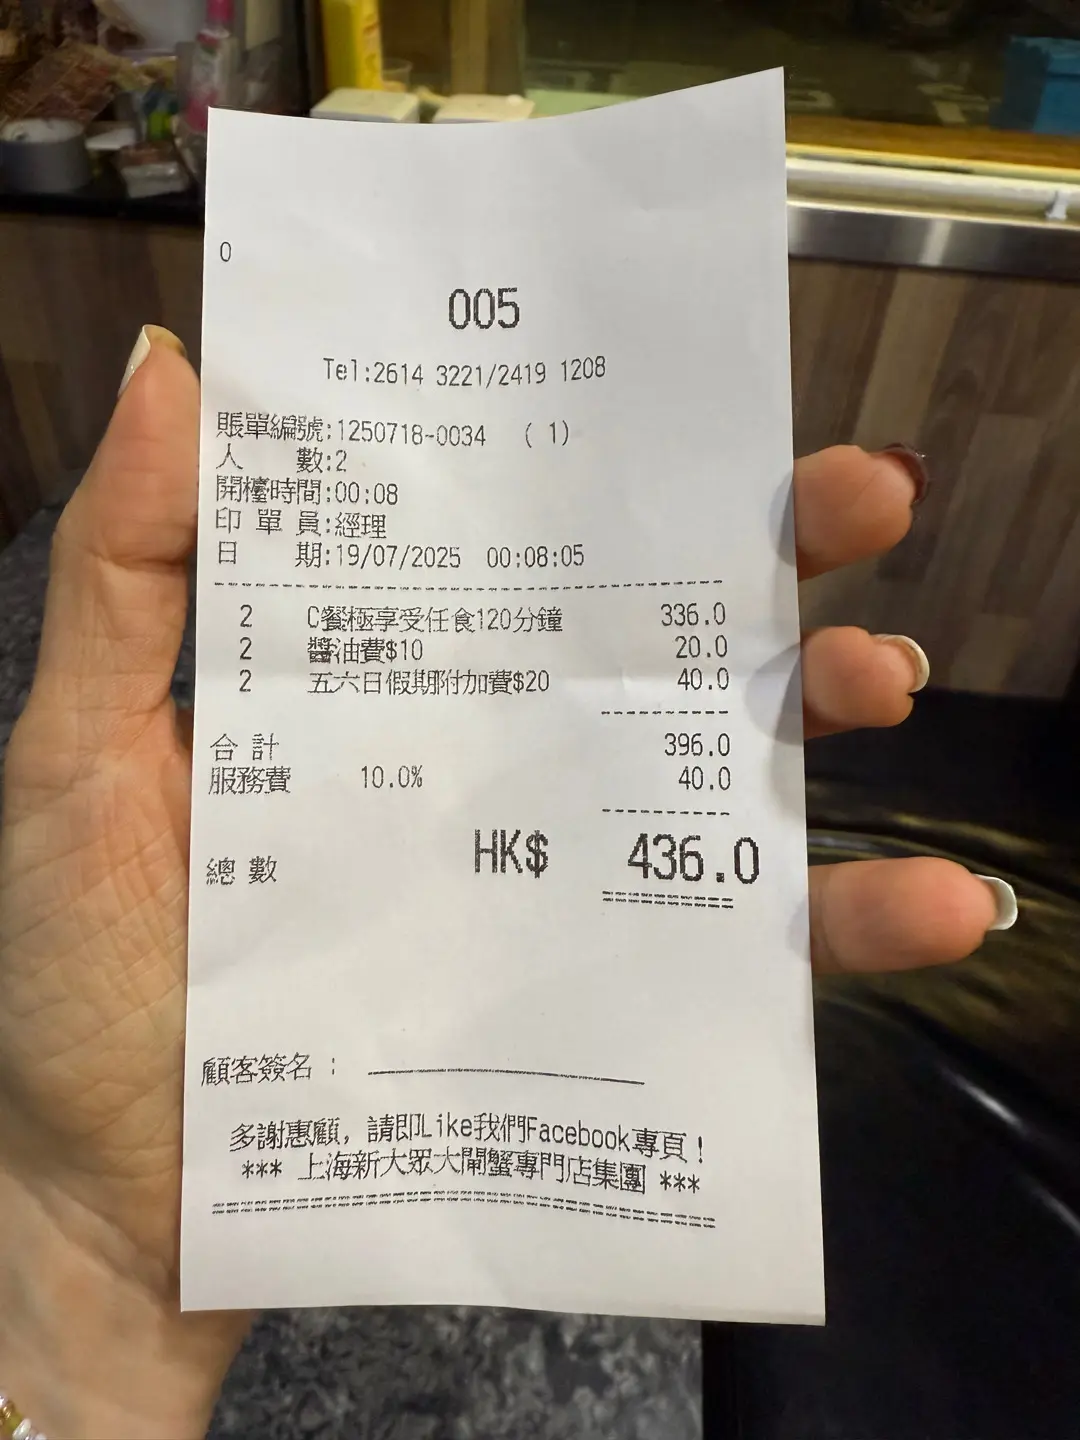 0
005
Tel:2614 3221/2419 1208
賬單編號:1250718-0034 ( 1)
人 數:2
開檯時間:00:08
印 單 員:經理
日 期:19/07/2025 00:08:05
2 C餐極享受任食120分鐘 336.0
2 醬油費$10 20.0
2 五六日假期附加費$20 40.0
合 計 396.0
服務費 10.0% 40.0
總 數 HK$ 436.0
顧客簽名 :
多謝惠顧, 請即Like我們Facebook專頁!
*** 上海新大眾大閘蟹專門店集團 ***